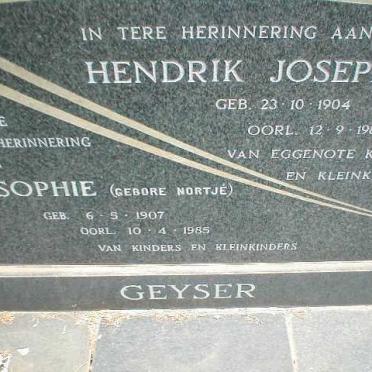 IN TERE HERINNERING AAN
HENDRIK JOSEP
GEB. 23·10·1904
OORL. 12·9·19
VAN EGGENOTE K
EN KLEINK
HERINNERING
SOPHIE (GEBORE NORTJÉ)
GEB. 6·5·1907
OORL. 10·4·1985
VAN KINDERS EN KLEINKINDERS
GEYSER